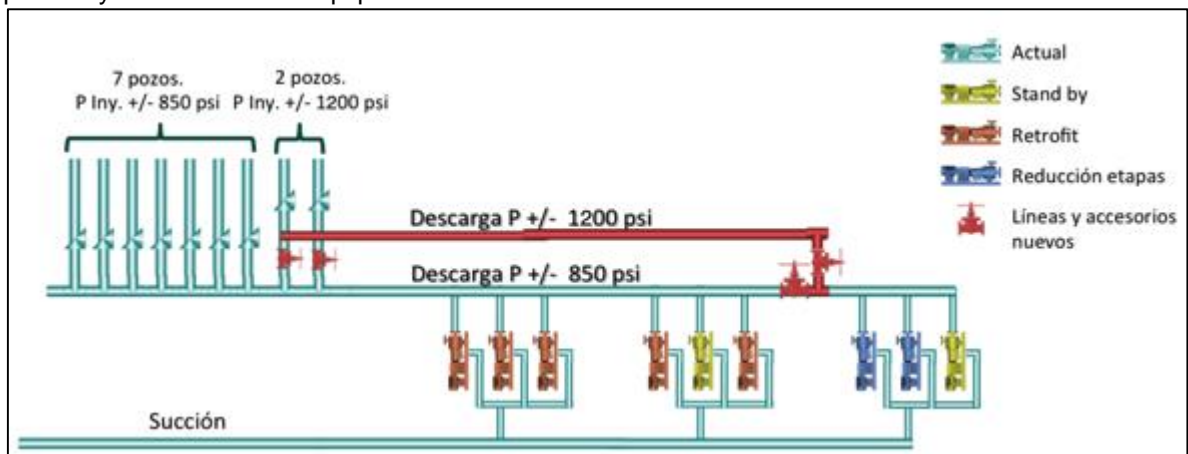 7 pozos.
P Iny. +/- 850 psi
2 pozos.
P Iny. +/- 1200 psi
Descarga P +/- 1200 psi
Descarga P +/- 850 psi
Succión
Actual
Stand by
Retrofit
Reducción etapas
Líneas y accesorios
nuevos